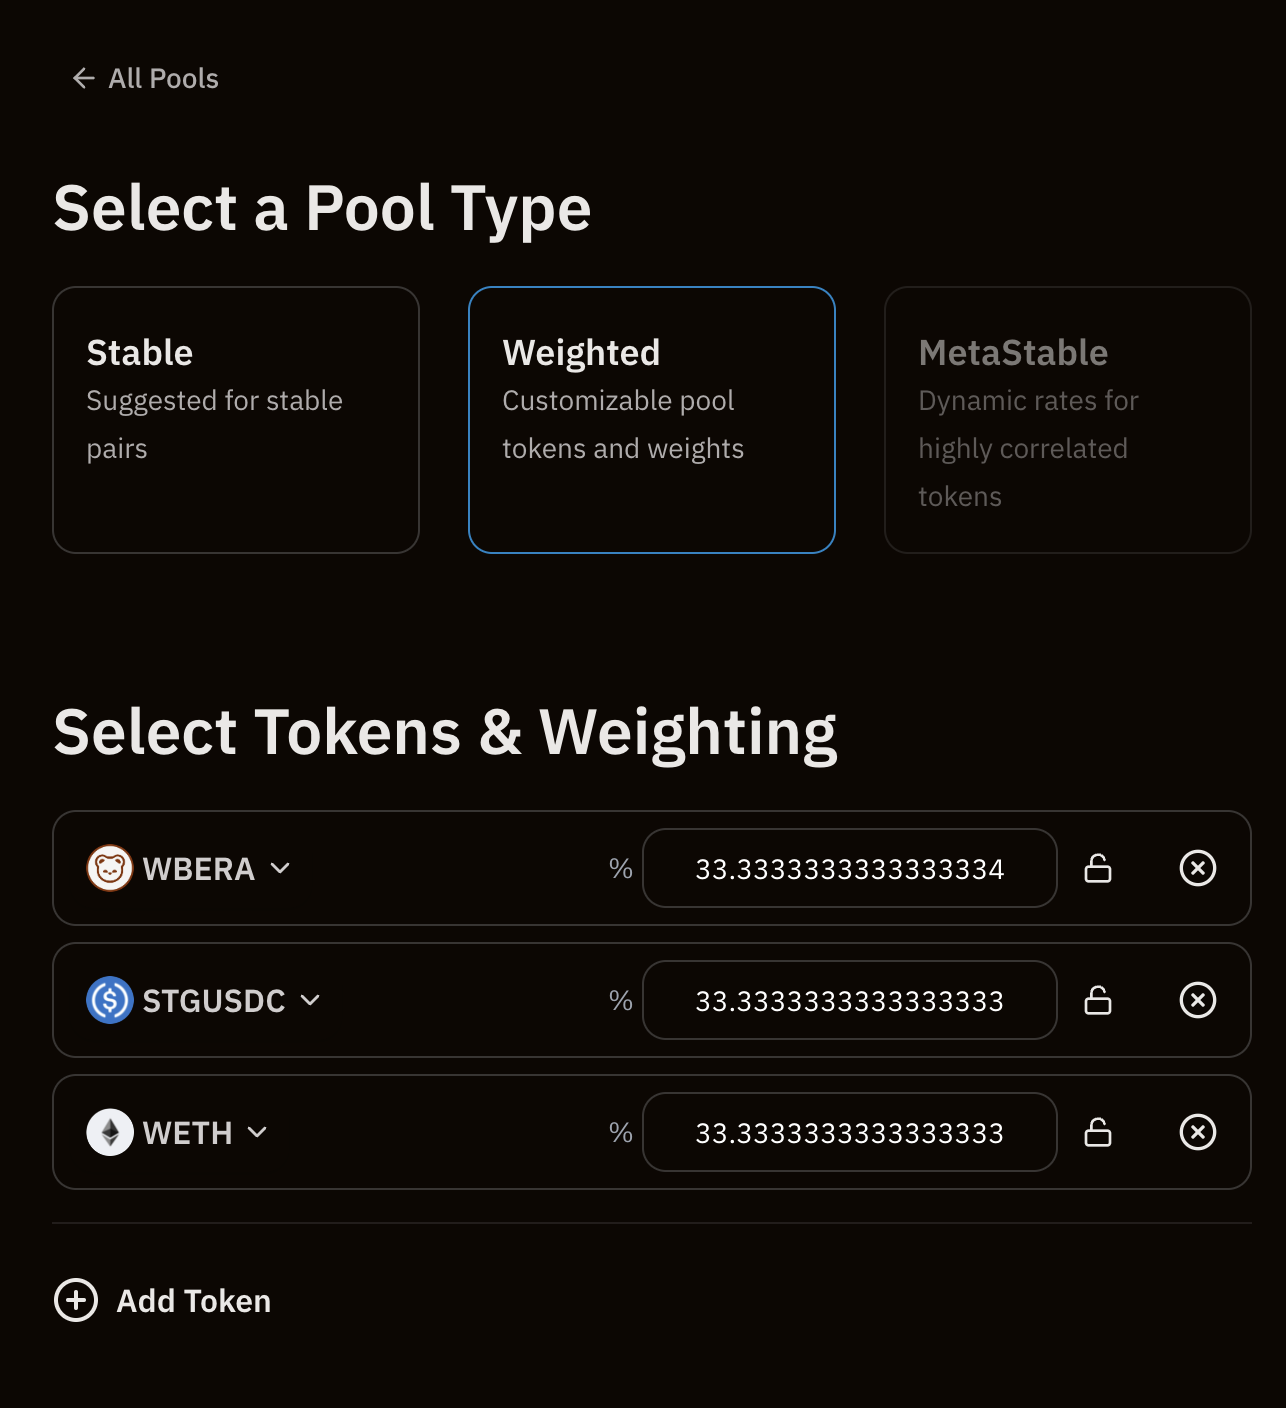 All Pools
Select a Pool Type
Stable
Suggested for stable
pairs
Weighted
Customizable pool
tokens and weights
MetaStable
Dynamic rates for
highly correlated
tokens
Select Tokens & Weighting
WBERA % 33.3333333333333334
STGUSDC % 33.3333333333333333
WETH % 33.3333333333333333
Add Token